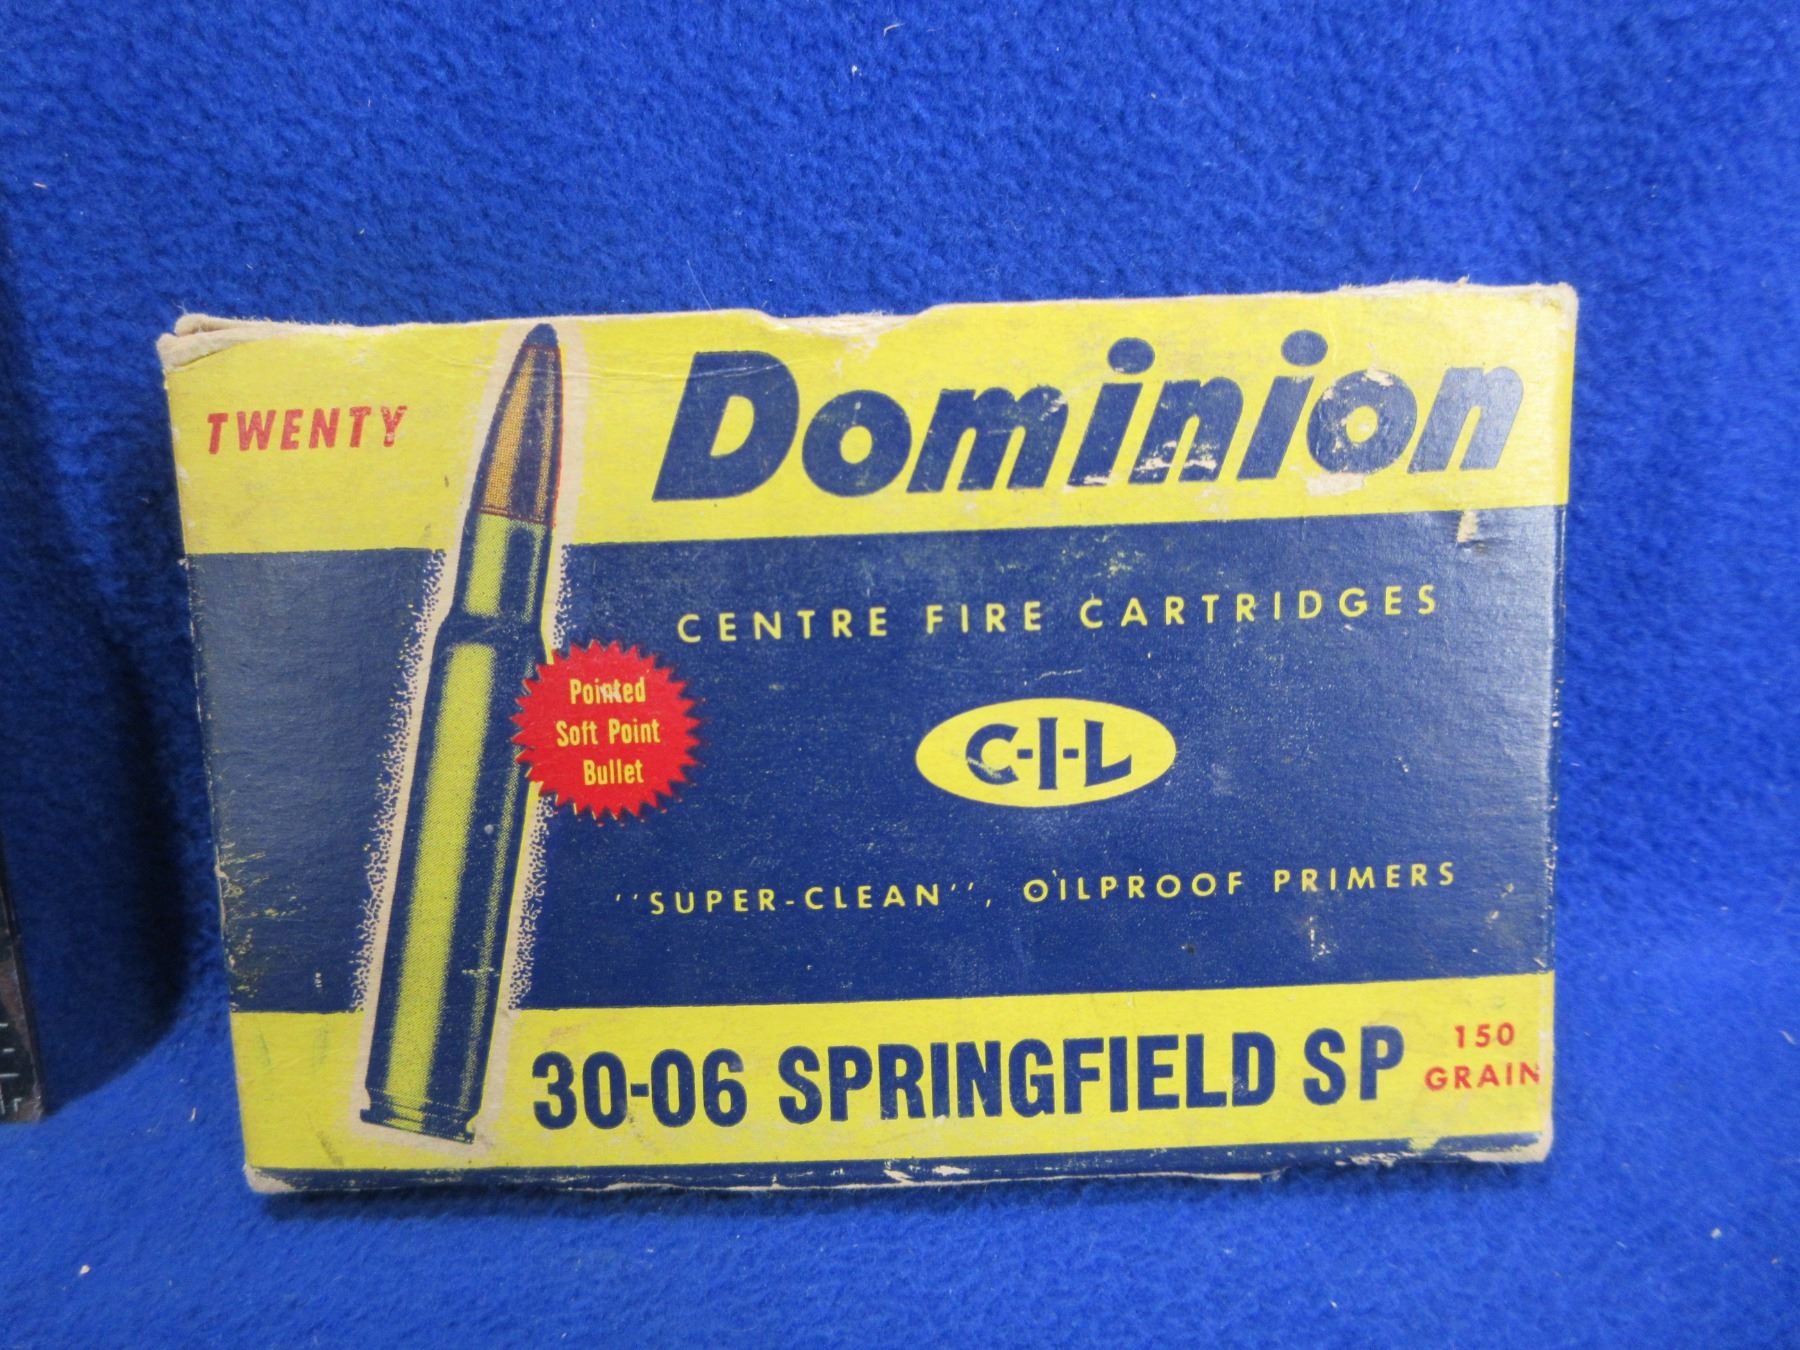 TWENTY
Dominion
CENTRE FIRE CARTRIDGES
Pointed
Soft Point
Bullet
C-I-L
"SUPER-CLEAN", OILPROOF PRIMERS
30-06 SPRINGFIELD SP
150
GRAIN